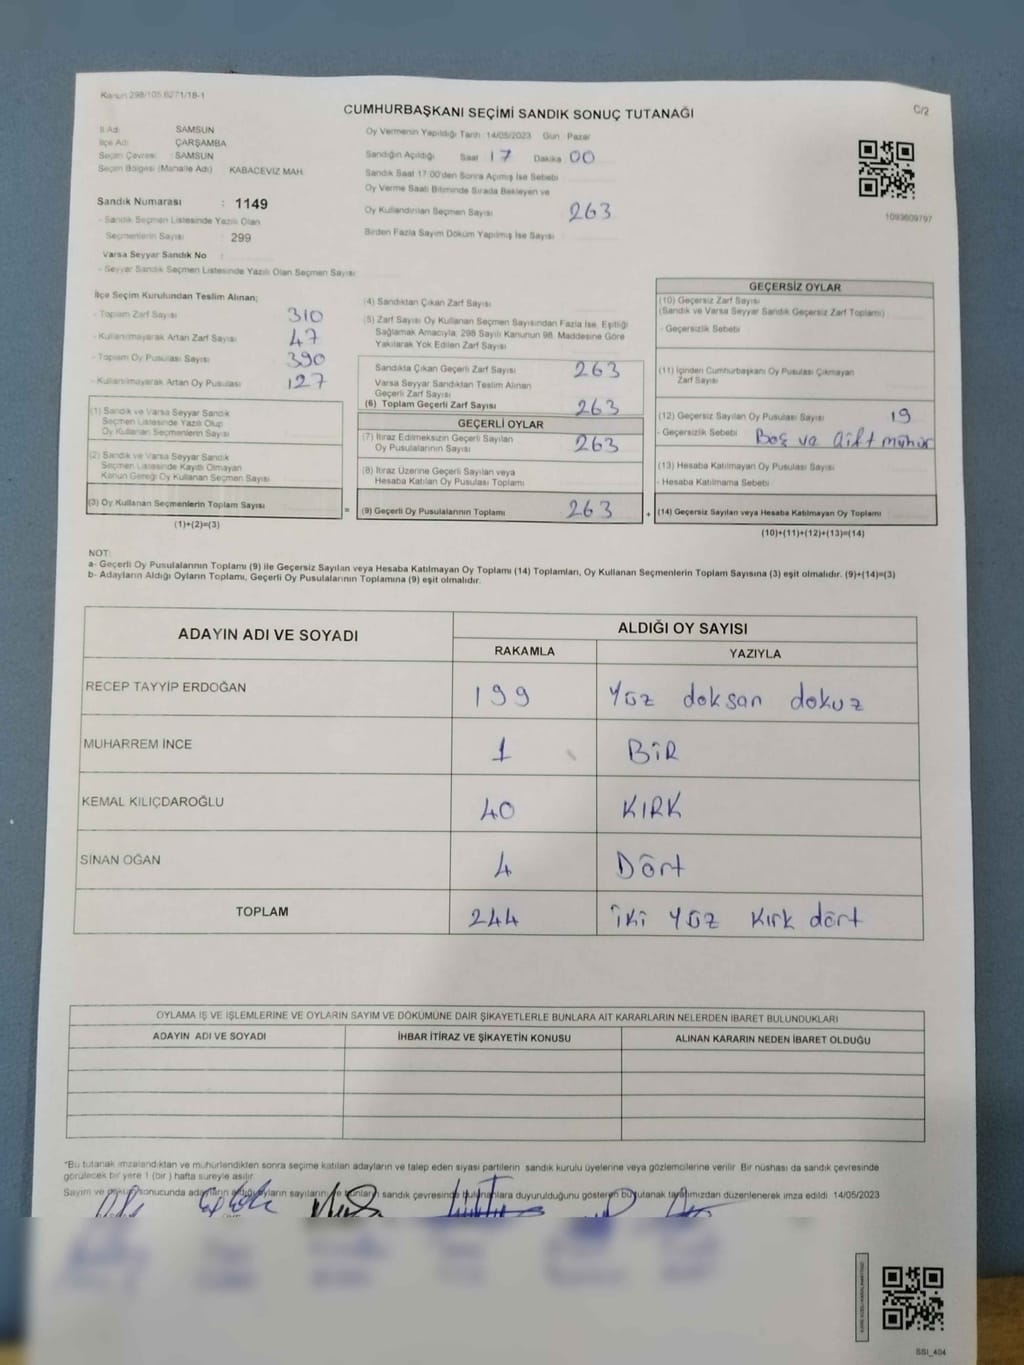 Kanun 298/105 6271/18-1
C/2
CUMHURBAŞKANI SEÇİMİ SANDIK SONUÇ TUTANAĞI
İl Adı SAMSUN
İlçe Adı ÇARŞAMBA
Seçim Çevresi : SAMSUN
Seçim Bölgesi (Mahalle Adı) KABACEVİZ MAH.
Sandık Numarası : 1149
- Sandık Seçmen Listesinde Yazılı Olan
Seçmenlerin Sayısı : 299
Varsa Seyyar Sandık No :
- Seyyar Sandık Seçmen Listesinde Yazılı Olan Seçmen Sayısı
Oy Vermenin Yapıldığı Tarih 14/05/2023 Gün Pazar
Sandığın Açıldığı Saat 17 Dakika 00
Sandık Saat 17:00'den Sonra Açılmış İse Sebebi
Oy Verme Saati Bitiminde Sırada Bekleyen ve
Oy Kullandırılan Seçmen Sayısı 263
Birden Fazla Sayım Döküm Yapılmış İse Sayısı
1093609797
İlçe Seçim Kurulundan Teslim Alınan;
- Toplam Zarf Sayısı 310
- Kullanılmayarak Artan Zarf Sayısı 47
- Toplam Oy Pusulası Sayısı 390
- Kullanılmayarak Artan Oy Pusulası 127
(1) Sandık ve Varsa Seyyar Sandık
Seçmen Listesinde Yazılı Olup
Oy Kullanan Seçmenlerin Sayısı
(2) Sandık ve Varsa Seyyar Sandık
Seçmen Listesinde Kayıtlı Olmayan
Kanun Gereği Oy Kullanan Seçmen Sayısı
(3) Oy Kullanan Seçmenlerin Toplam Sayısı =
(1)+(2)=(3)
(4) Sandıktan Çıkan Zarf Sayısı
(5) Zarf Sayısı Oy Kullanan Seçmen Sayısından Fazla İse, Eşitliği
Sağlamak Amacıyla, 298 Sayılı Kanunun 98. Maddesine Göre
Yakılarak Yok Edilen Zarf Sayısı
Sandıkta Çıkan Geçerli Zarf Sayısı 263
Varsa Seyyar Sandıktan Teslim Alınan
Geçerli Zarf Sayısı
(6) Toplam Geçerli Zarf Sayısı 263
GEÇERLİ OYLAR
(7) İtiraz Edilmeksizin Geçerli Sayılan 263
Oy Pusulasının Sayısı
(8) İtiraz Üzerine Geçerli Sayılan veya
Hesaba Katılan Oy Pusulası Toplamı
(9) Geçerli Oy Pusulalarının Toplamı 263 +
GEÇERSİZ OYLAR
(10) Geçersiz Zarf Sayısı
(Sandık ve Varsa Seyyar Sandık Geçersiz Zarf Toplamı)
- Geçersizlik Sebebi
(11) İçinden Cumhurbaşkanı Oy Pusulası Çıkmayan
Zarf Sayısı
(12) Geçersiz Sayılan Oy Pusulası Sayısı 19
- Geçersizlik Sebebi Boş ve çift mühür
(13) Hesaba Katılmayan Oy Pusulası Sayısı
- Hesaba Katılmama Sebebi
(14) Geçersiz Sayılan veya Hesaba Katılmayan Oy Toplamı
(10)+(11)+(12)+(13)=(14)
NOT:
a- Geçerli Oy Pusulalarının Toplamı (9) ile Geçersiz Sayılan veya Hesaba Katılmayan Oy Toplamı (14) Toplamları, Oy Kullanan Seçmenlerin Toplam Sayısına (3) eşit olmalıdır. (9)+(14)=(3)
b- Adayların Aldığı Oyların Toplamı, Geçerli Oy Pusulalarının Toplamına (9) eşit olmalıdır.
ADAYIN ADI VE SOYADI ALDIĞI OY SAYISI
RAKAMLA YAZIYLA
RECEP TAYYİP ERDOĞAN 199 Yüz doksan dokuz
MUHARREM İNCE 1 BİR
KEMAL KILIÇDAROĞLU 40 KIRK
SİNAN OĞAN 4 Dört
TOPLAM 244 iki yüz kırk dört
OYLAMA İŞ VE İŞLEMLERİNE VE OYLARIN SAYIM VE DÖKÜMÜNE DAİR ŞİKAYETLERLE BUNLARA AİT KARARLARIN NELERDEN İBARET BULUNDUKLARI
ADAYIN ADI VE SOYADI İHBAR İTİRAZ VE ŞİKAYETİN KONUSU ALINAN KARARIN NEDEN İBARET OLDUĞU
"Bu tutanak imzalandıktan ve mühürlendikten sonra seçime katılan adayların ve talep eden siyasi partilerin sandık kurulu üyelerine veya gözlemcilerine verilir. Bir nüshası da sandık çevresinde
görülecek bir yere 1 (bir) hafta süreyle asılır.
Sayım ve döküm sonucunda adayların aldığı oyların sayılarını ve bunların sandık çevresinde bulunanlara duyurulduğunu gösteren bu tutanak tarafımızdan düzenlenerek imza edildi 14/05/2023
SSİ_404